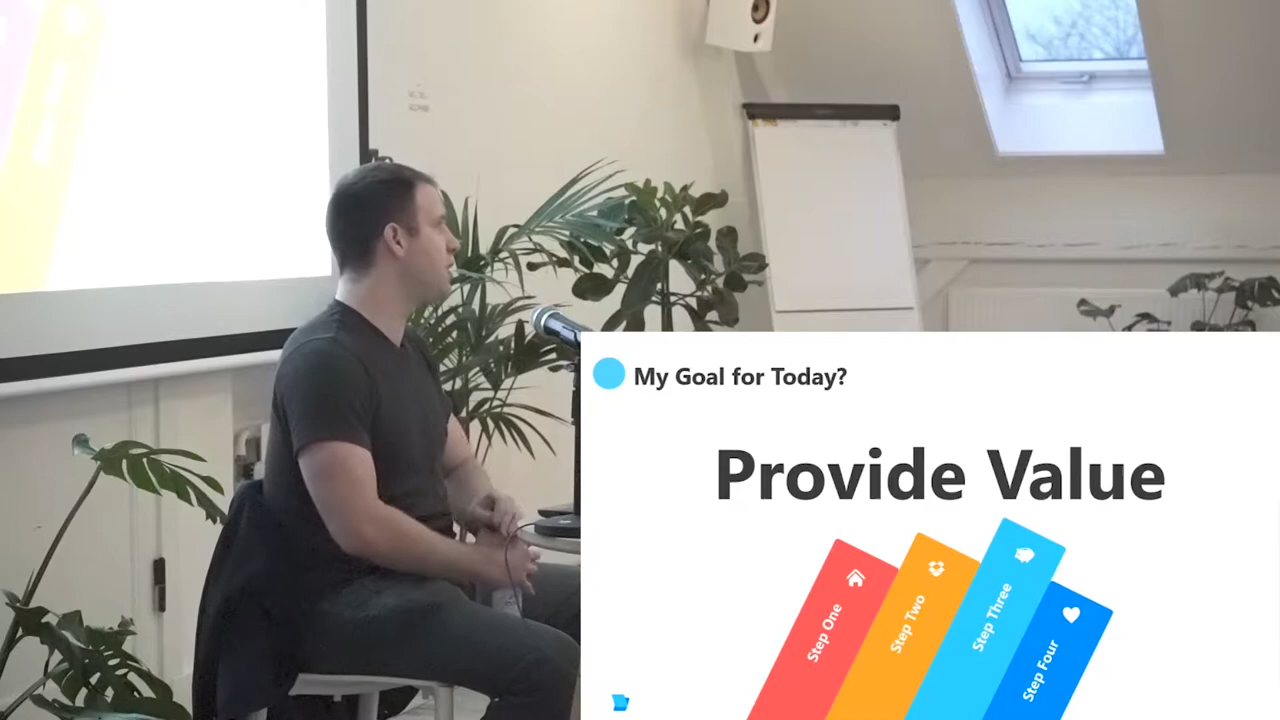 My Goal for Today?
Provide Value
Step One
Step Two
Step Three
Step Four